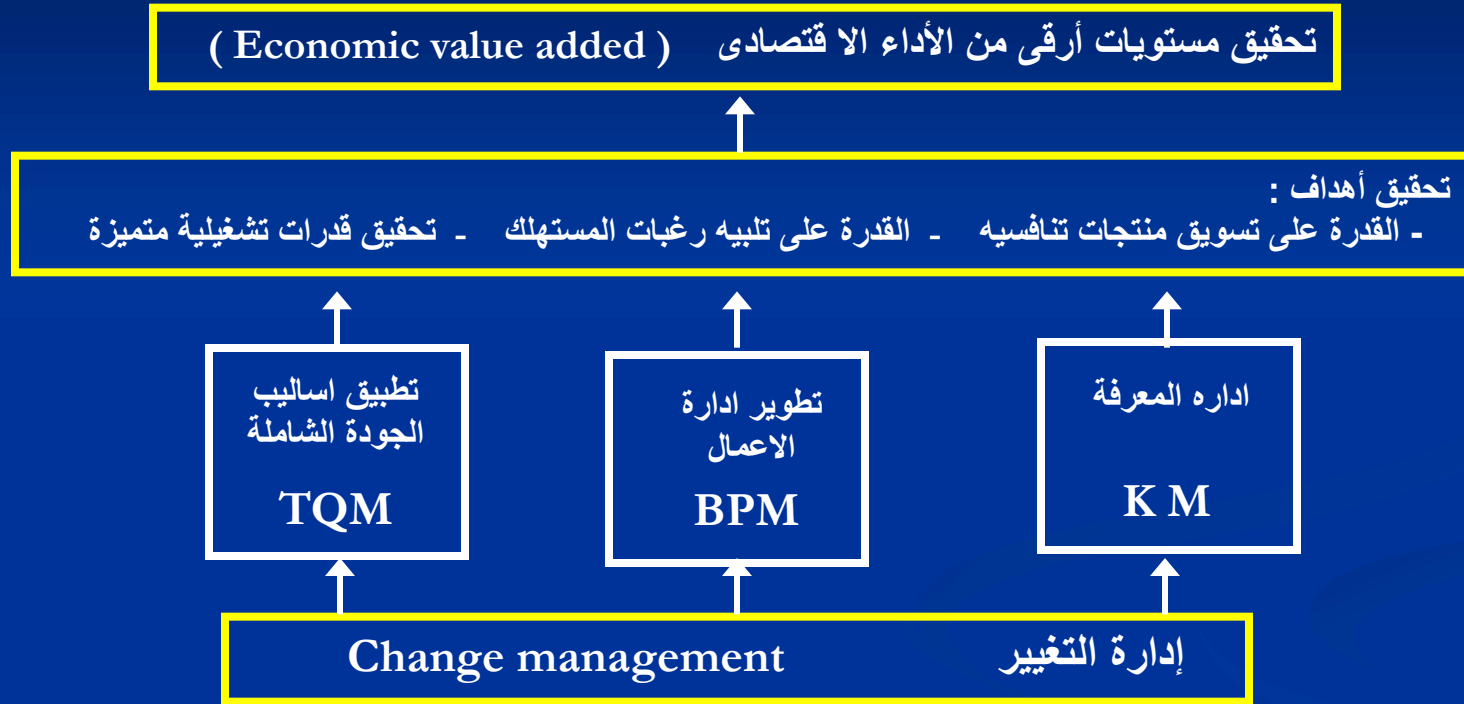 تحقيق مستويات أرقى من الأداء الا قتصادى ( Economic value added )
تحقيق أهداف :
- القدرة على تسويق منتجات تنافسيه - القدرة على تلبيه رغبات المستهلك - تحقيق قدرات تشغيلية متميزة
اداره المعرفة
K M
تطوير ادارة
الاعمال
BPM
تطبيق اساليب
الجودة الشاملة
TQM
إدارة التغيير Change management